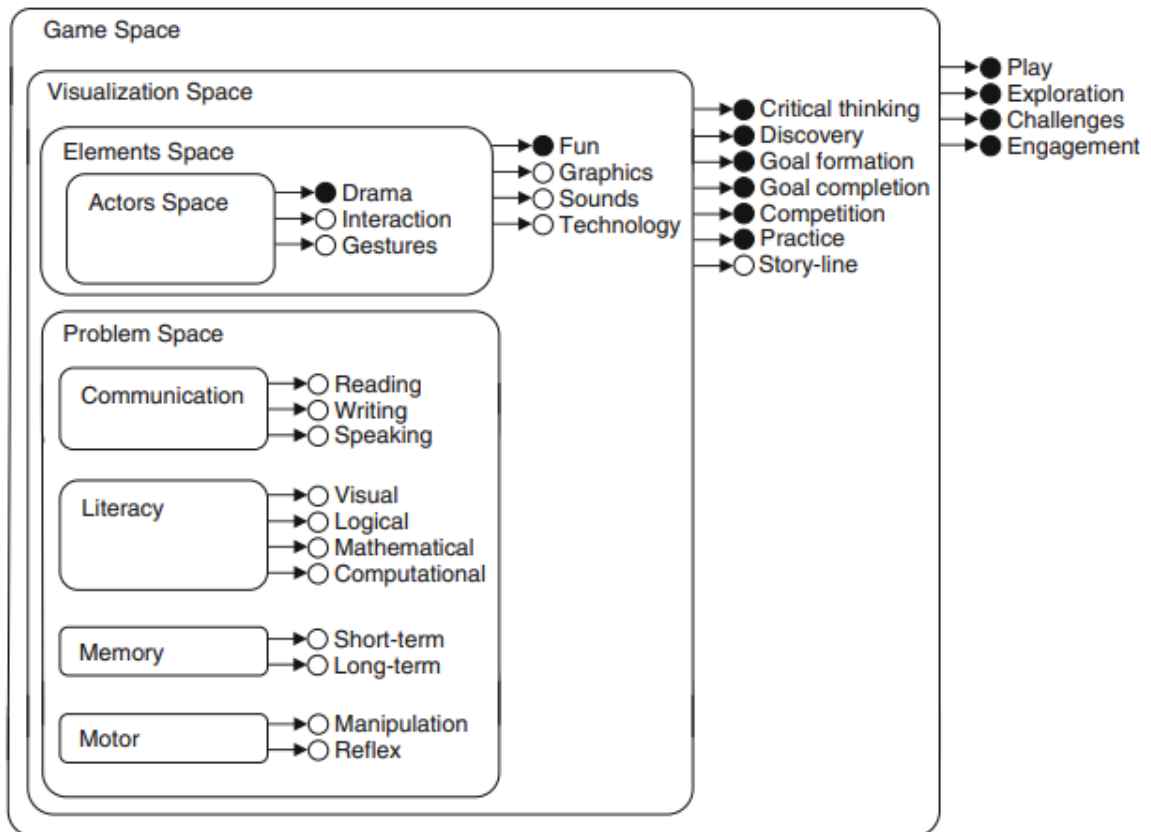 Game Space
Play
Exploration
Challenges
Engagement
Visualization Space
Critical thinking
Discovery
Goal formation
Goal completion
Competition
Practice
Story-line
Elements Space
Fun
Graphics
Sounds
Technology
Actors Space
Drama
Interaction
Gestures
Problem Space
Communication
Reading
Writing
Speaking
Literacy
Visual
Logical
Mathematical
Computational
Memory
Short-term
Long-term
Motor
Manipulation
Reflex